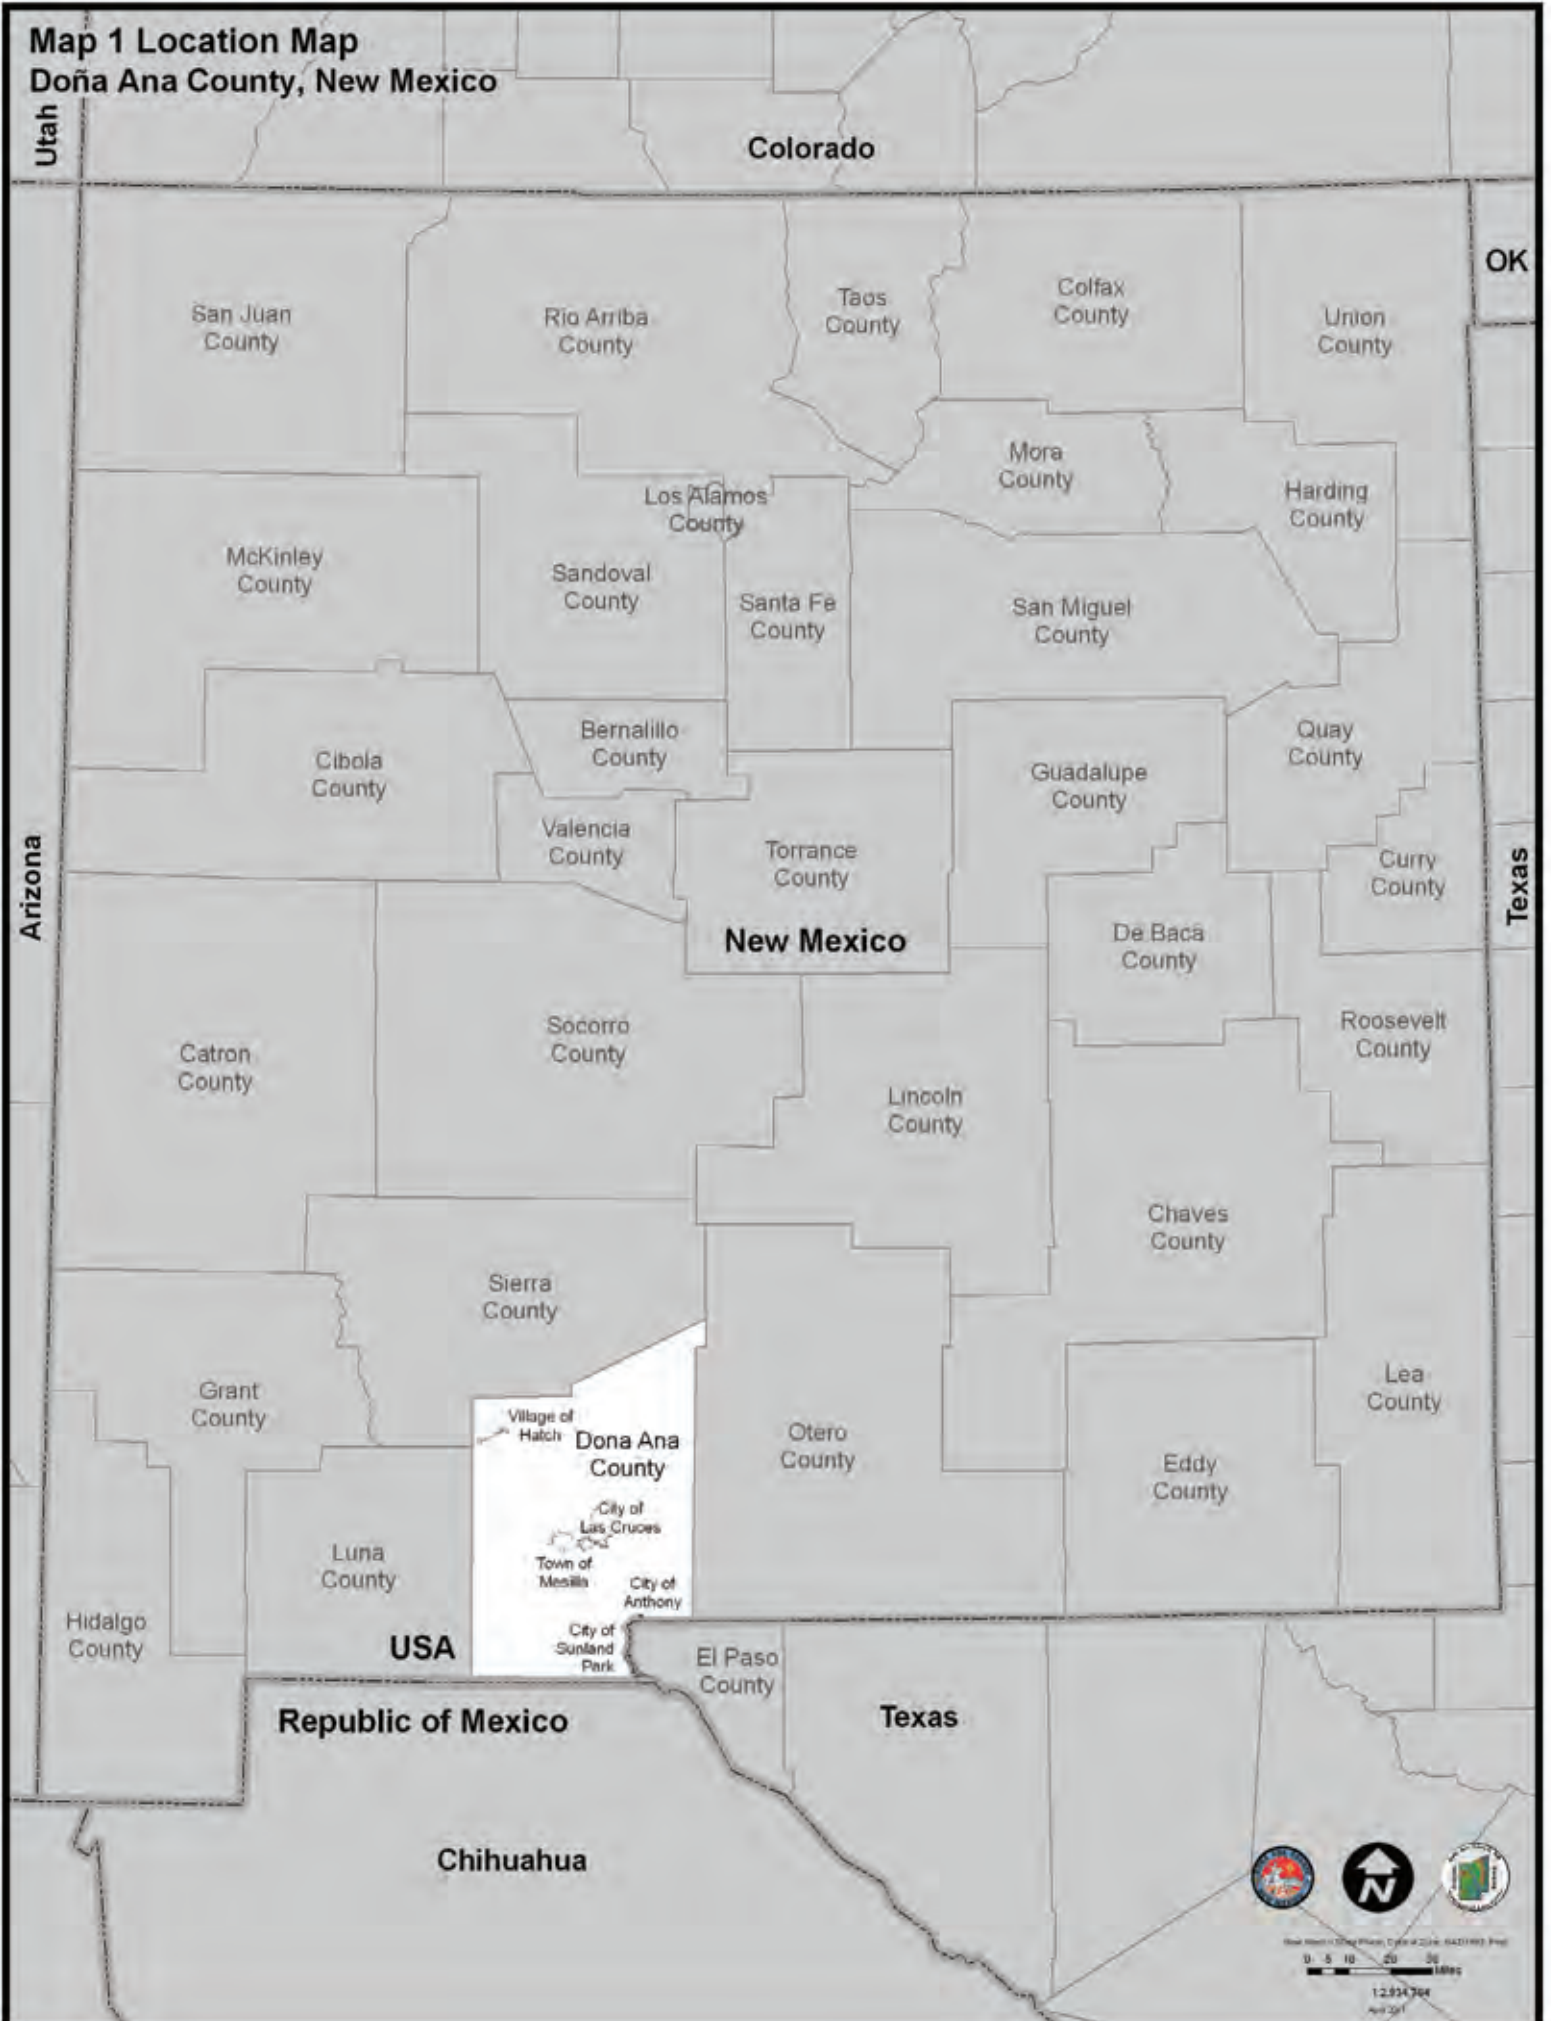 Map 1 Location Map
Doña Ana County, New Mexico
Utah
Colorado
OK
San Juan
County
Rio Arriba
County
Taos
County
Colfax
County
Union
County
Mora
County
Harding
County
Los Alamos
County
McKinley
County
Sandoval
County
Santa Fe
County
San Miguel
County
Bernalillo
County
Quay
County
Cibola
County
Guadalupe
County
Valencia
County
Torrance
County
Curry
County
Arizona
Texas
New Mexico
De Baca
County
Socorro
County
Roosevelt
County
Catron
County
Lincoln
County
Chaves
County
Sierra
County
Grant
County
Lea
County
Village of
Hatch
Dona Ana
County
Otero
County
Eddy
County
City of
Las Cruces
Luna
County
Town of
Mesilla
City of
Anthony
Hidalgo
County
City of
Sunland
Park
USA
El Paso
County
Republic of Mexico
Texas
Chihuahua
N
0 5 10 20 30
Miles